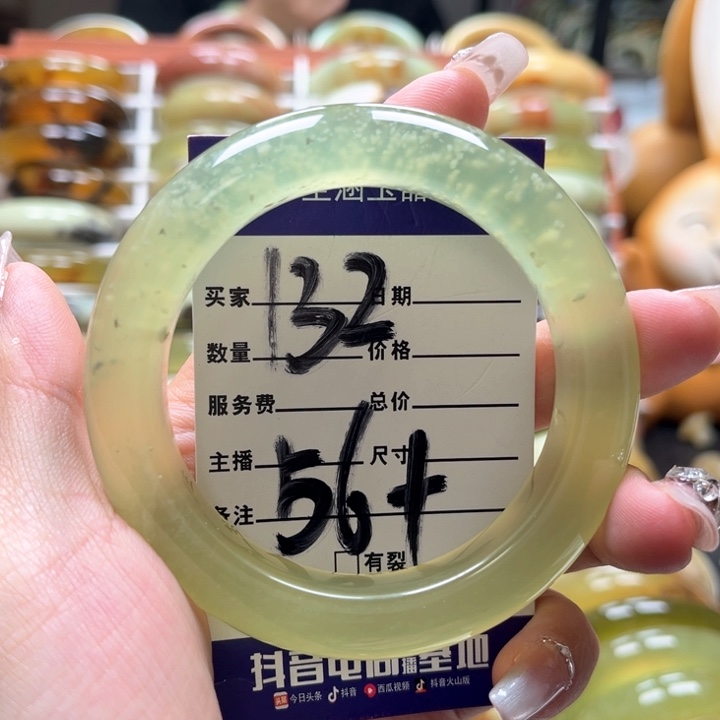 132
买家 日期
数量 价格
服务费 总价
主播 尺寸
备注 56+
有裂
抖音电商直播基地
今日头条 抖音 西瓜视频 抖音火山版